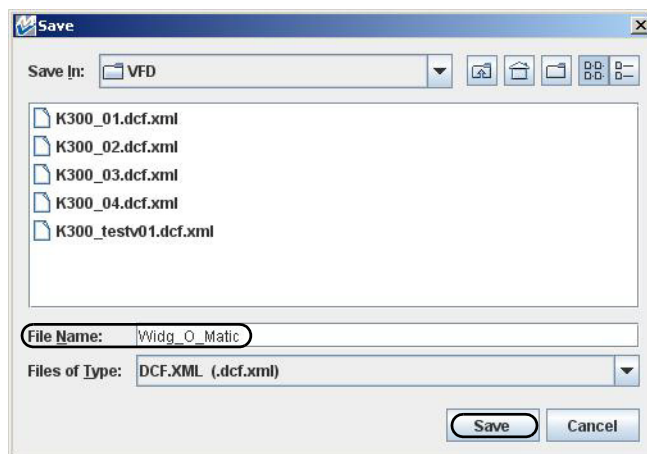 Save
Save In: VFD
K300_01.dcf.xml
K300_02.dcf.xml
K300_03.dcf.xml
K300_04.dcf.xml
K300_testv01.dcf.xml
File Name: Widg_O_Matic
Files of Type: DCF.XML (.dcf.xml)
Save Cancel